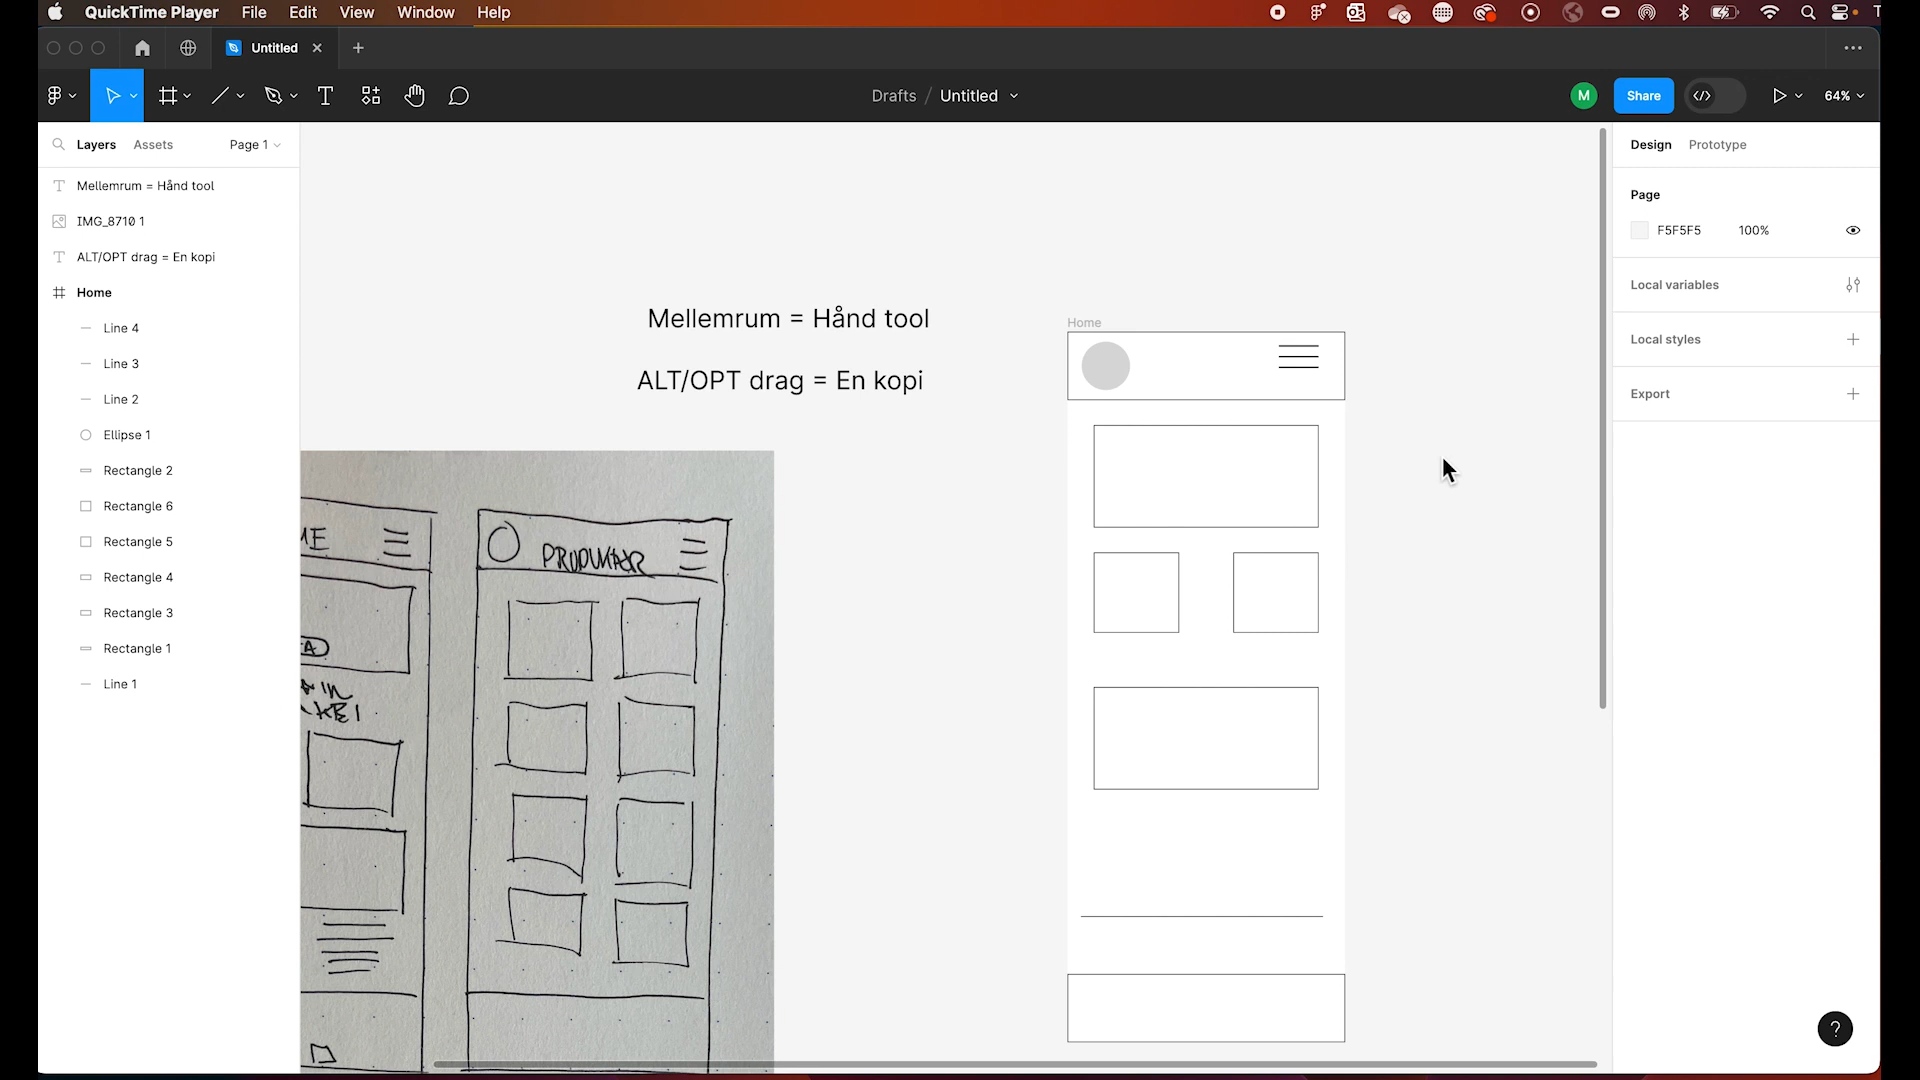 QuickTime Player File Edit View Window Help
Untitled
Drafts / Untitled
M
Share
64%
Layers Assets Page 1
Design Prototype
Mellemrum = Hånd tool
IMG_8710 1
ALT/OPT drag = En kopi
Home
Line 4
Line 3
Line 2
Ellipse 1
Rectangle 2
Rectangle 6
Rectangle 5
Rectangle 4
Rectangle 3
Rectangle 1
Line 1
Mellemrum = Hånd tool
ALT/OPT drag = En kopi
Home
Page
F5F5F5 100%
Local variables
Local styles
Export
?